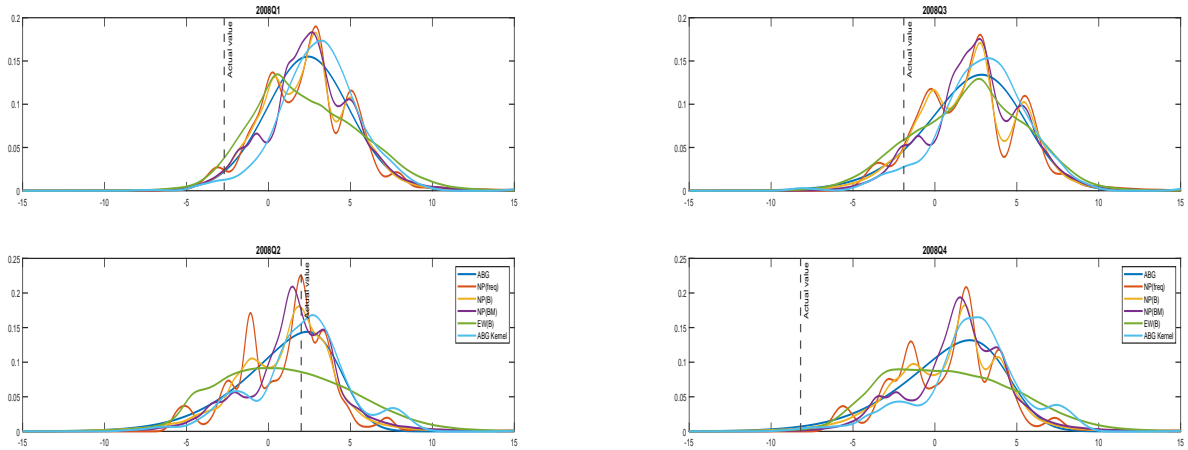 2008Q1
0.2
0.15
0.1
0.05
0
-15
-10
-5
0
5
10
15
Actual value
2008Q3
0.2
0.15
0.1
0.05
0
-15
-10
-5
0
5
10
15
Actual value
2008Q2
0.25
0.2
0.15
0.1
0.05
0
-15
-10
-5
0
5
10
15
Actual value
ABG
NP(freq)
NP(B)
NP(BM)
EW(B)
ABG Kernel
2008Q4
0.25
0.2
0.15
0.1
0.05
0
-15
-10
-5
0
5
10
15
Actual value
ABG
NP(freq)
NP(B)
NP(BM)
EW(B)
ABG Kernel